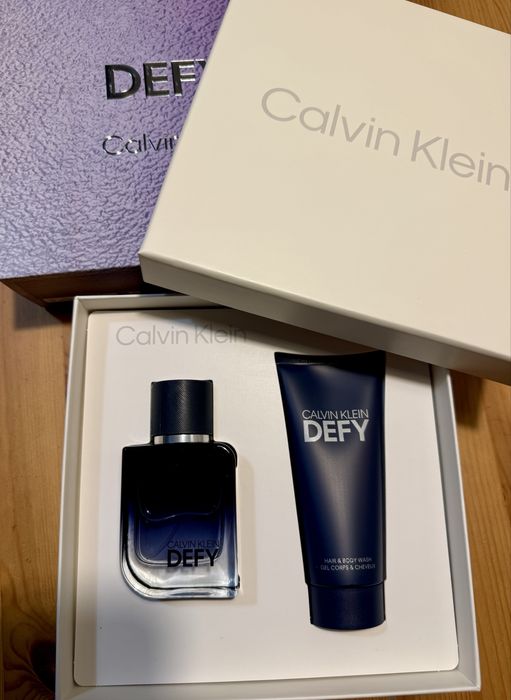 DEFY
Calvin
Calvin Klein
Calvin Klein
CALVIN KLEIN
DEFY
HAIR & BODY WASH
GEL CORPS & CHEVEUX
CALVIN KLEIN
DEFY